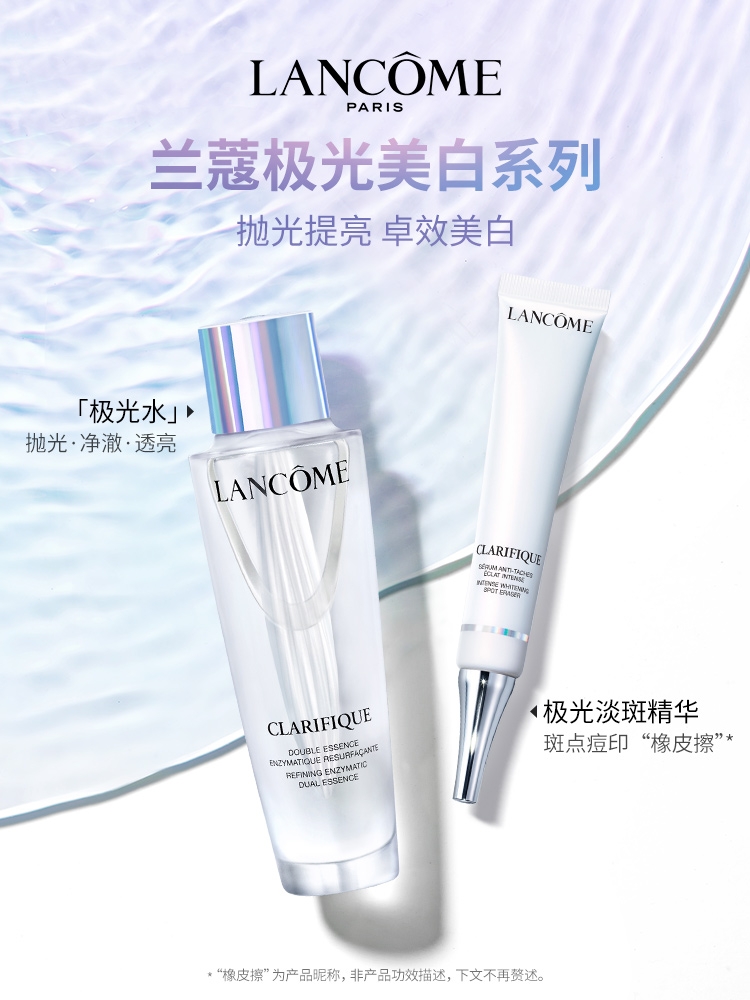 LANCÔME
PARIS
兰蔻极光美白系列
抛光提亮 卓效美白
LANCÔME
「极光水」
抛光·净澈·透亮
LANCÔME
CLARIFIQUE
SÉRUM ANTI-TACHES
ÉCLAT INTENSE
INTENSE WHITENING
SPOT ERASER
CLARIFIQUE
DOUBLE ESSENCE
ENZYMATIQUE RESURFAÇANTE
REFINING ENZYMATIC
DUAL ESSENCE
极光淡斑精华
斑点痘印“橡皮擦”*
*“橡皮擦”为产品昵称，非产品功效描述，下文不再赘述。